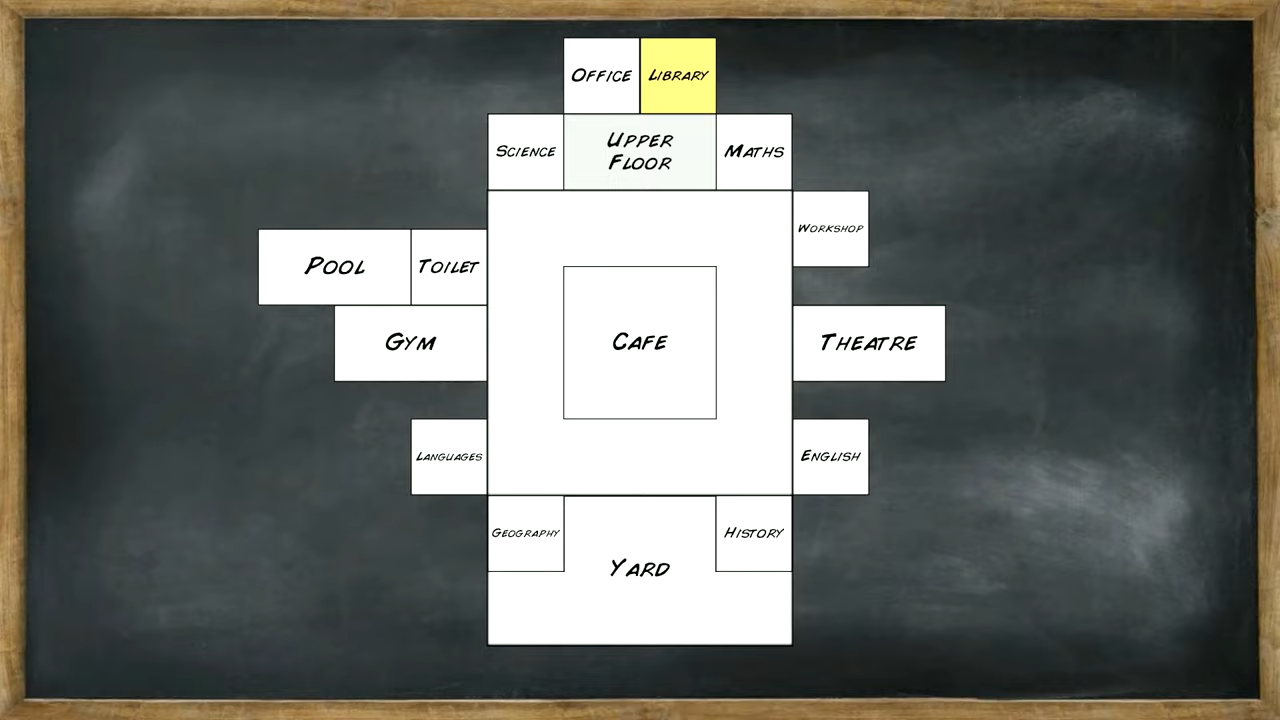 Office
Library
Science
Upper
Floor
Maths
Workshop
Pool
Toilet
Gym
Cafe
Theatre
Languages
English
Geography
History
Yard